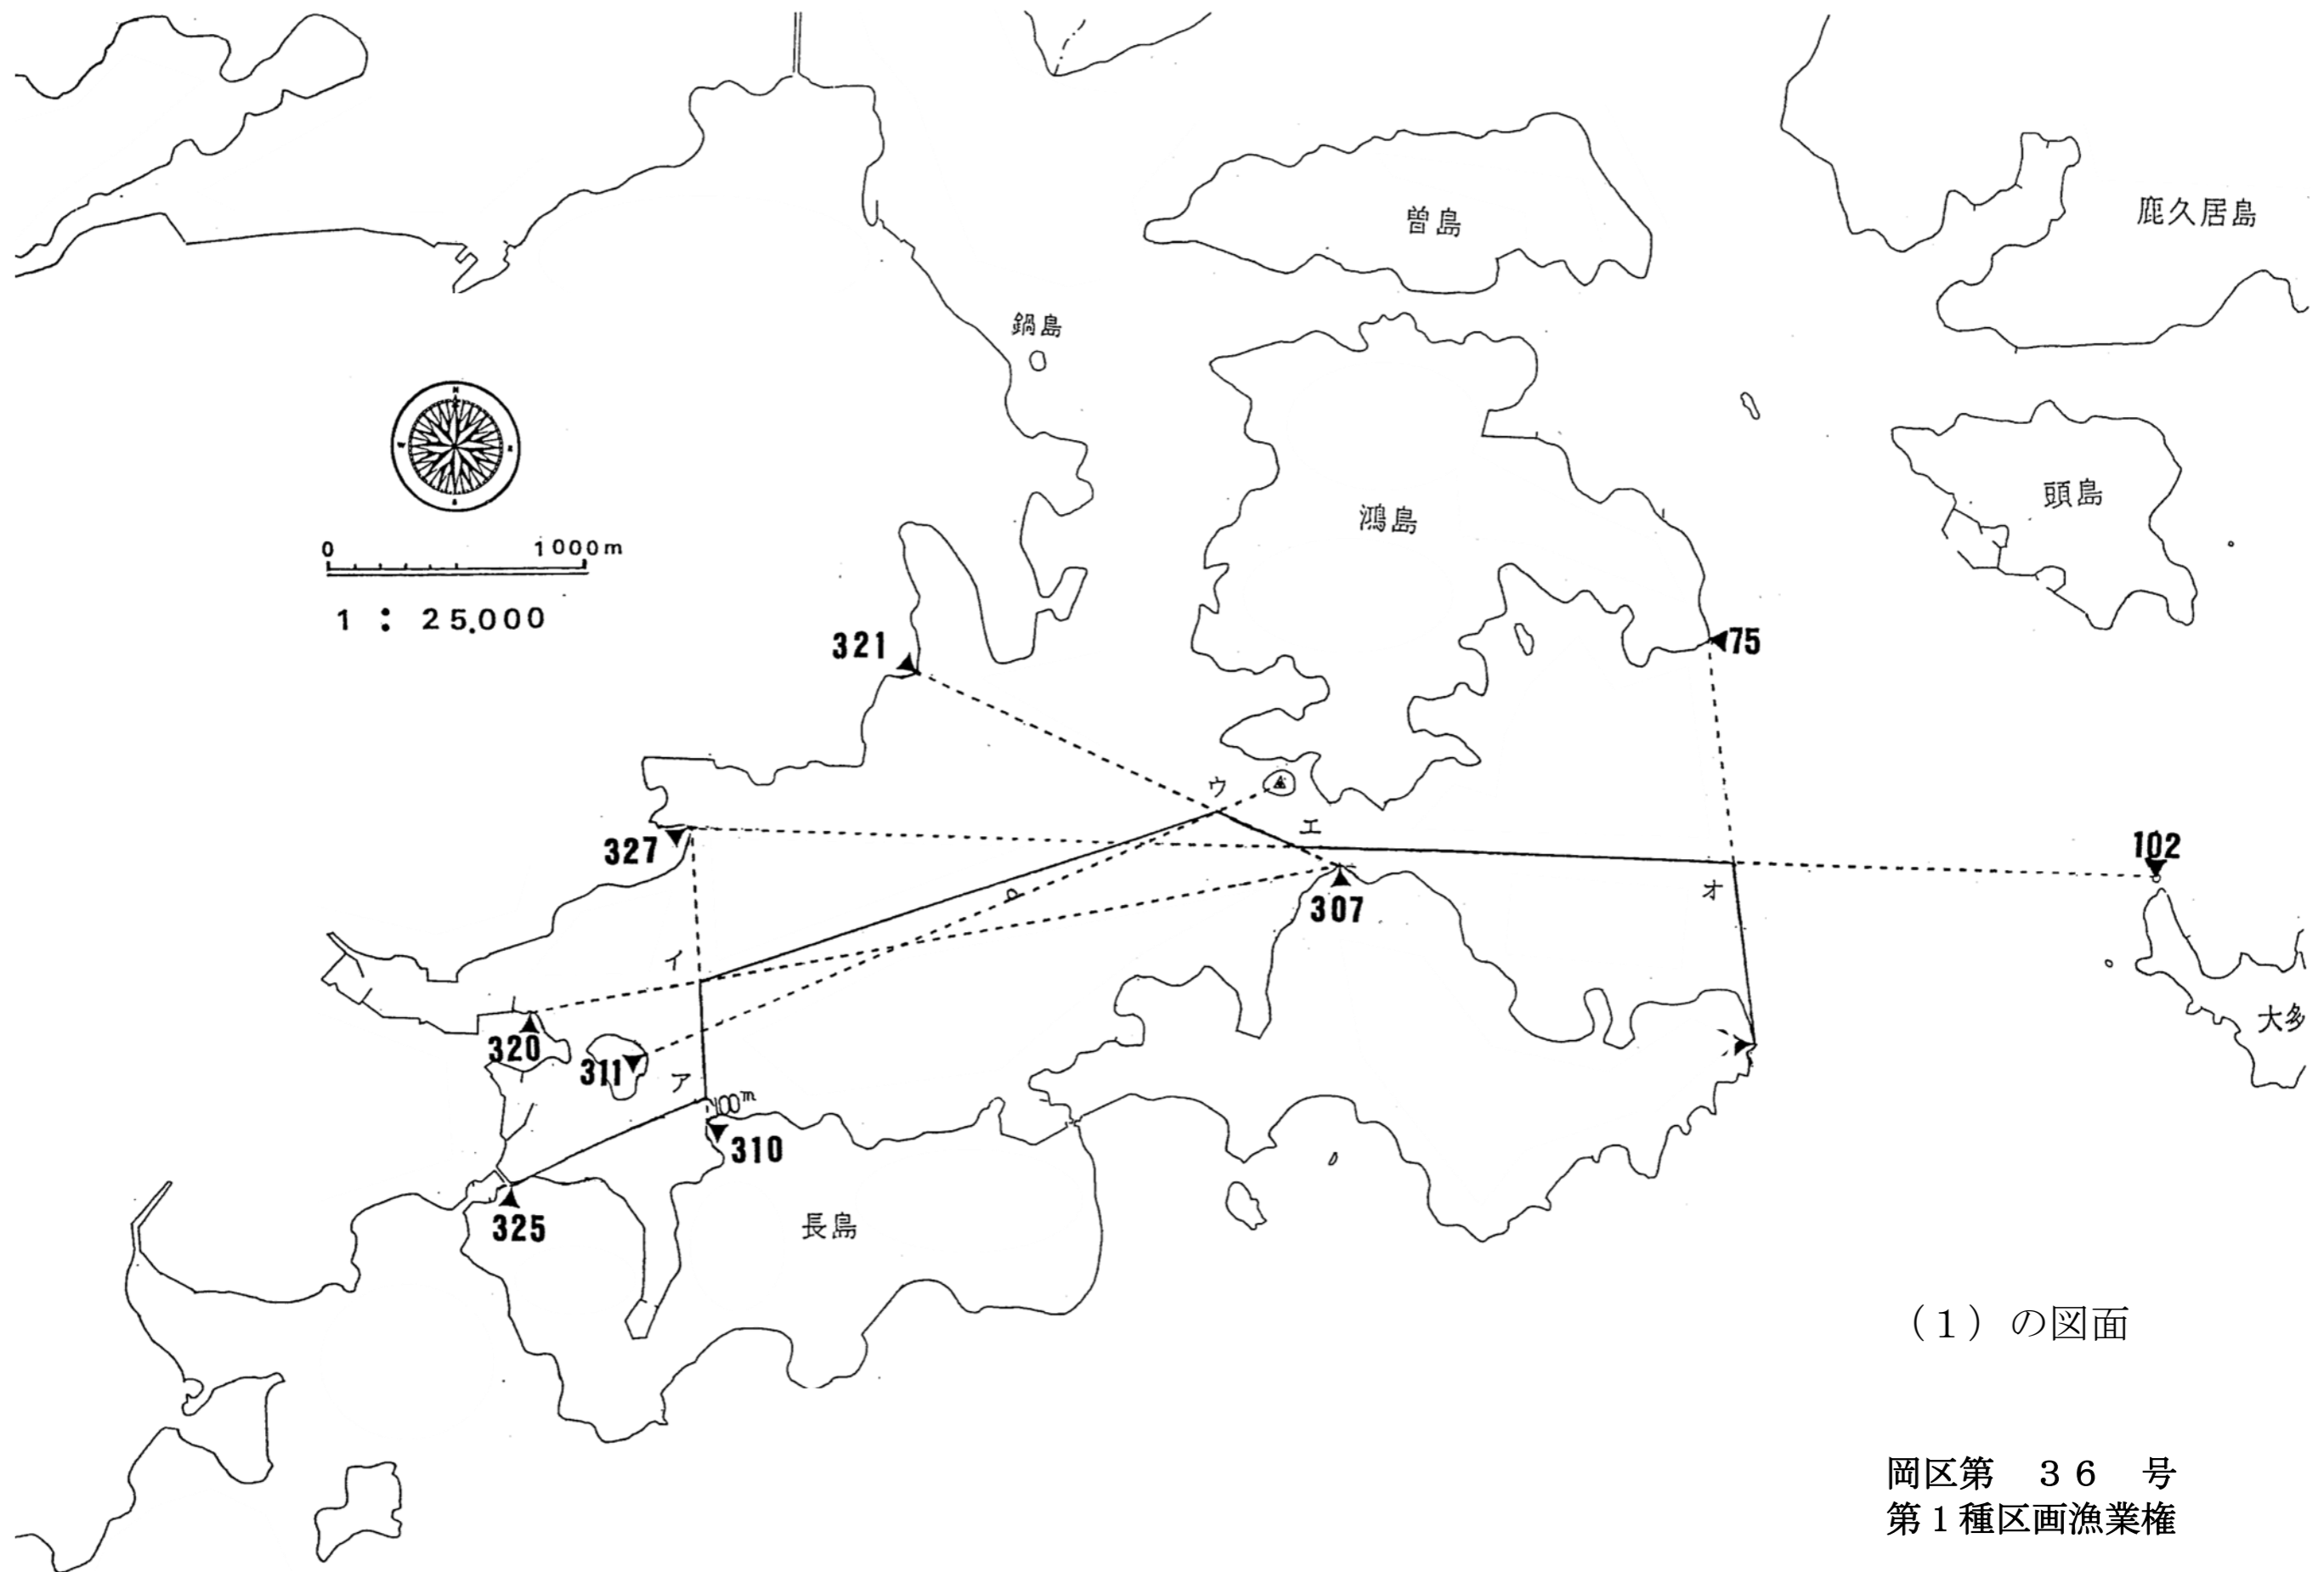 曽島
鹿久居島
鍋島
頭島
鴻島
0 1000m
1 : 25.000
321
75
ウ
エ
327
102
オ
307
イ
大多
320
311
ア
100m
310
325
長島
（1）の図面
岡区第 36 号
第1種区画漁業権